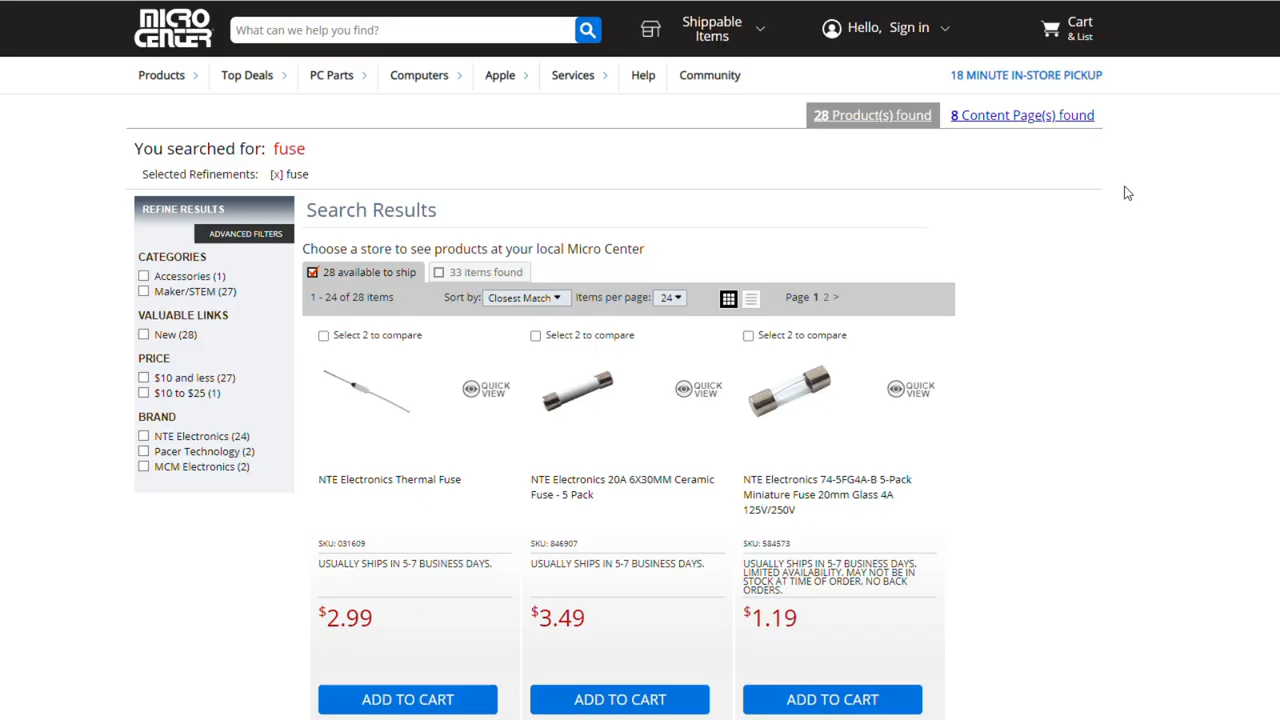 MICRO CENTER
What can we help you find?
Shippable Items
Hello, Sign in
Cart & List
Products
Top Deals
PC Parts
Computers
Apple
Services
Help
Community
18 MINUTE IN-STORE PICKUP
28 Product(s) found
8 Content Page(s) found
You searched for: fuse
Selected Refinements: [x] fuse
REFINE RESULTS
ADVANCED FILTERS
CATEGORIES
Accessories (1)
Maker/STEM (27)
VALUABLE LINKS
New (28)
PRICE
$10 and less (27)
$10 to $25 (1)
BRAND
NTE Electronics (24)
Pacer Technology (2)
MCM Electronics (2)
Search Results
Choose a store to see products at your local Micro Center
28 available to ship
33 items found
1 - 24 of 28 items
Sort by: Closest Match
Items per page: 24
Page 1 2 >
Select 2 to compare
QUICK VIEW
NTE Electronics Thermal Fuse
SKU: 031609
USUALLY SHIPS IN 5-7 BUSINESS DAYS.
$2.99
ADD TO CART
Select 2 to compare
QUICK VIEW
NTE Electronics 20A 6X30MM Ceramic
Fuse - 5 Pack
SKU: 846907
USUALLY SHIPS IN 5-7 BUSINESS DAYS.
$3.49
ADD TO CART
Select 2 to compare
QUICK VIEW
NTE Electronics 74-5FG4A-B 5-Pack
Miniature Fuse 20mm Glass 4A
125V/250V
SKU: 584573
USUALLY SHIPS IN 5-7 BUSINESS DAYS.
LIMITED AVAILABILITY. MAY NOT BE IN
STOCK AT TIME OF ORDER. NO BACK
ORDERS.
$1.19
ADD TO CART